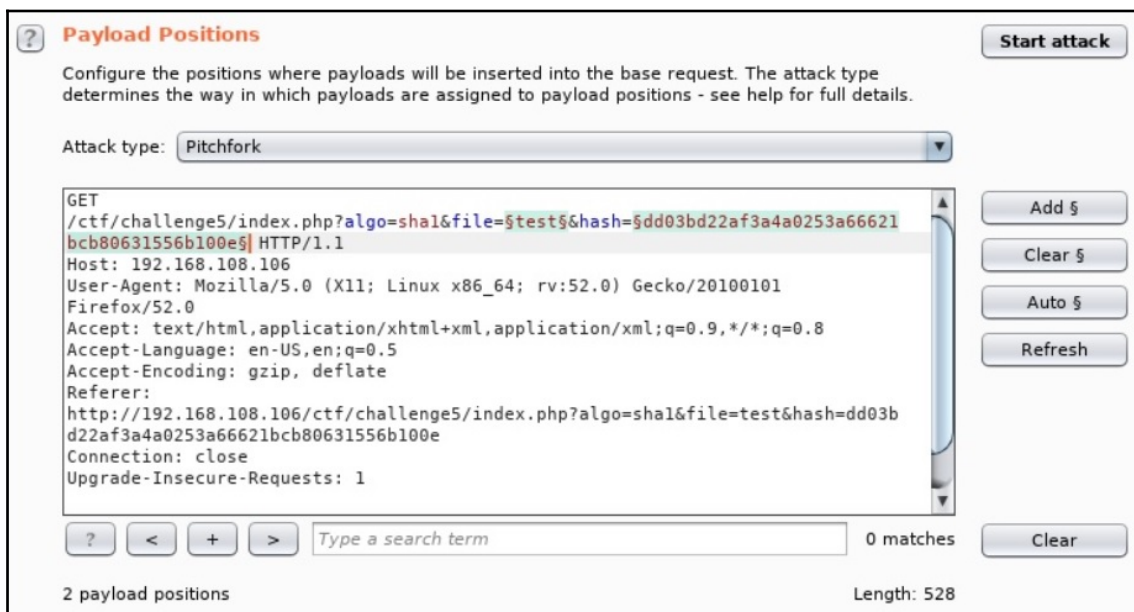 ?
Payload Positions
Start attack
Configure the positions where payloads will be inserted into the base request. The attack type
determines the way in which payloads are assigned to payload positions - see help for full details.
Attack type: Pitchfork
GET
/ctf/challenge5/index.php?algo=sha1&file=§test§&hash=§dd03bd22af3a4a0253a66621
bcb80631556b100e§ HTTP/1.1
Host: 192.168.108.106
User-Agent: Mozilla/5.0 (X11; Linux x86_64; rv:52.0) Gecko/20100101
Firefox/52.0
Accept: text/html,application/xhtml+xml,application/xml;q=0.9,*/*;q=0.8
Accept-Language: en-US,en;q=0.5
Accept-Encoding: gzip, deflate
Referer:
http://192.168.108.106/ctf/challenge5/index.php?algo=sha1&file=test&hash=dd03b
d22af3a4a0253a66621bcb80631556b100e
Connection: close
Upgrade-Insecure-Requests: 1
Add §
Clear §
Auto §
Refresh
? < + > Type a search term 0 matches Clear
2 payload positions Length: 528